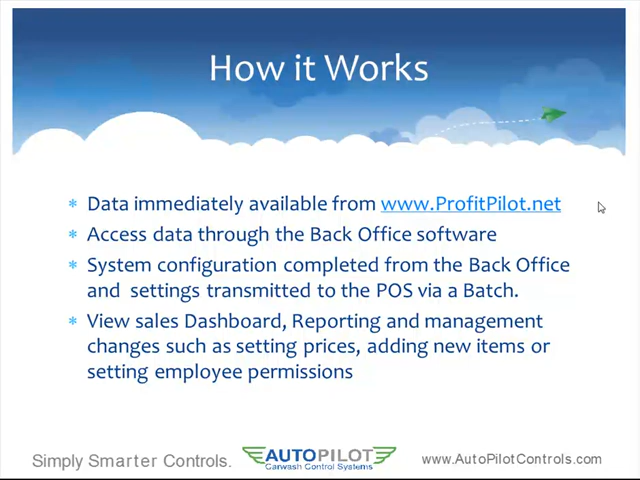 How it Works
* Data immediately available from www.ProfitPilot.net
* Access data through the Back Office software
* System configuration completed from the Back Office
and settings transmitted to the POS via a Batch.
* View sales Dashboard, Reporting and management
changes such as setting prices, adding new items or
setting employee permissions
Simply Smarter Controls.
AUTOPILOT
Carwash Control Systems
www.AutoPilotControls.com